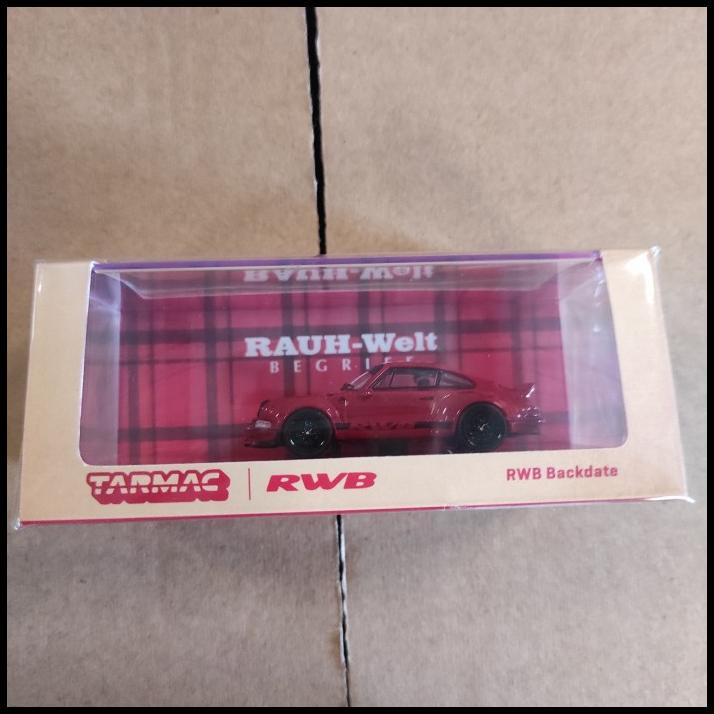 RAUH-Welt
RAUH-Welt
BEGRIFF
TARMAC
RWB
RWB Backdate